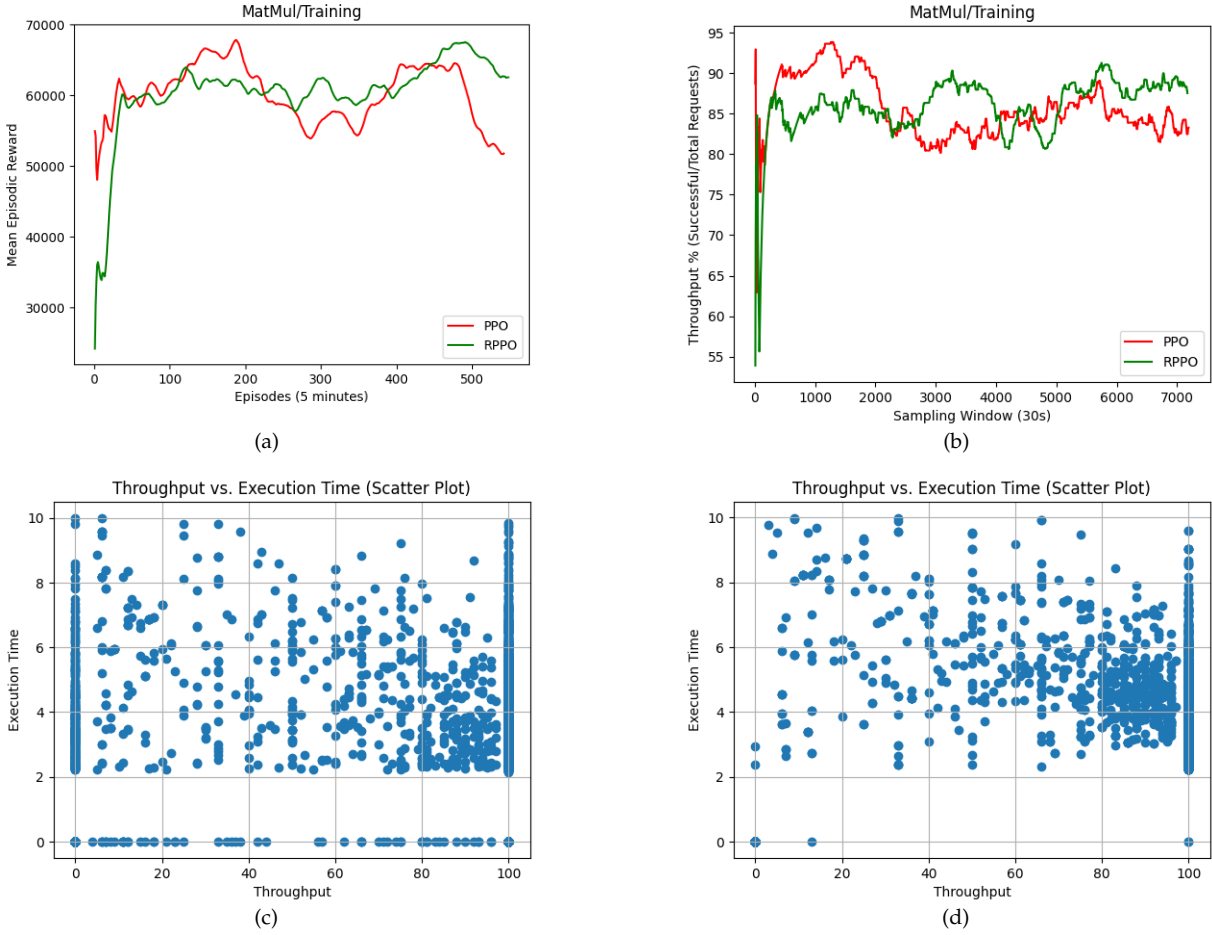 MatMul/Training
Mean Episodic Reward
70000
60000
50000
40000
30000
0
100
200
300
400
500
Episodes (5 minutes)
PPO
RPPO
(a)
MatMul/Training
Throughput % (Successful/Total Requests)
95
90
85
80
75
70
65
60
55
0
1000
2000
3000
4000
5000
6000
7000
Sampling Window (30s)
PPO
RPPO
(b)
Throughput vs. Execution Time (Scatter Plot)
Execution Time
10
8
6
4
2
0
0
20
40
60
80
100
Throughput
(c)
Throughput vs. Execution Time (Scatter Plot)
Execution Time
10
8
6
4
2
0
0
20
40
60
80
100
Throughput
(d)